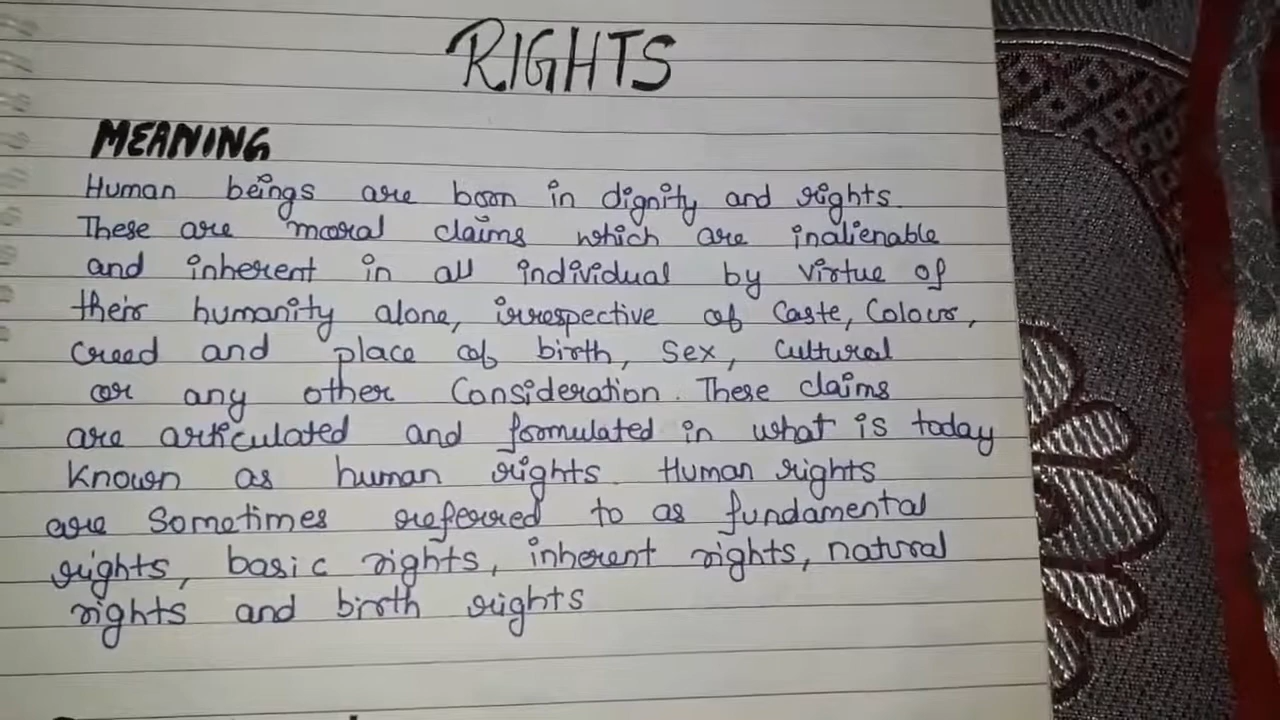 RIGHTS
MEANING
Human beings are born in dignity and rights.
These are moral claims which are inalienable
and inherent in all individual by virtue of
their humanity alone, irrespective of Caste, Colour,
Creed and place of birth, Sex, Cultural
or any other Consideration. These claims
are articulated and formulated in what is today
Known as human rights. Human rights
are Sometimes referred to as fundamental
rights, basic rights, inherent rights, natural
rights and birth rights